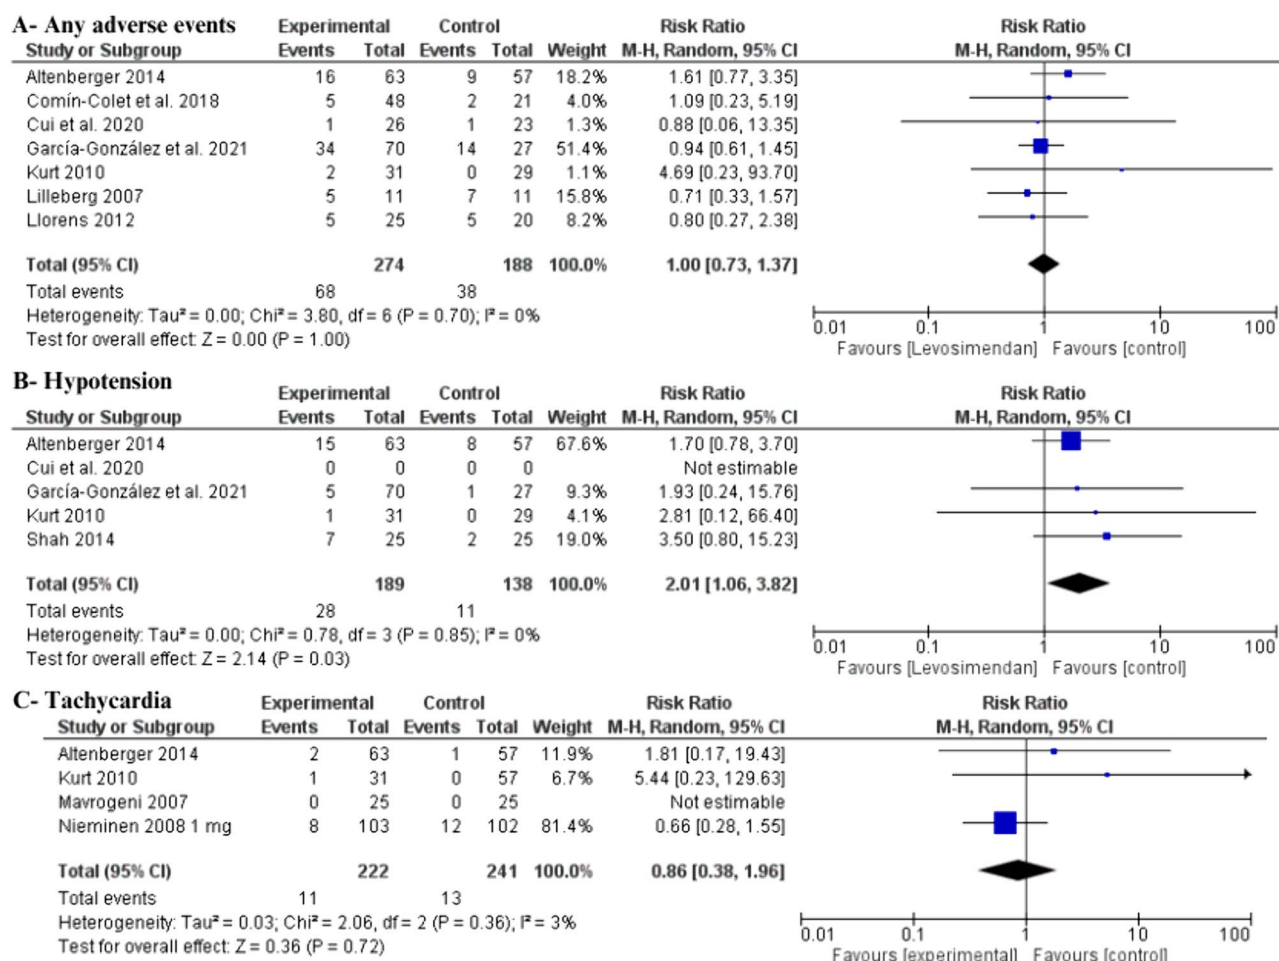 A- Any adverse events Experimental Control Risk Ratio Risk Ratio
Study or Subgroup Events Total Events Total Weight M-H, Random, 95% CI M-H, Random, 95% CI
Altenberger 2014 16 63 9 57 18.2% 1.61 [0.77, 3.35]
Comín-Colet et al. 2018 5 48 2 21 4.0% 1.09 [0.23, 5.19]
Cui et al. 2020 1 26 1 23 1.3% 0.88 [0.06, 13.35]
García-González et al. 2021 34 70 14 27 51.4% 0.94 [0.61, 1.45]
Kurt 2010 2 31 0 29 1.1% 4.69 [0.23, 93.70]
Lilleberg 2007 5 11 7 11 15.8% 0.71 [0.33, 1.57]
Llorens 2012 5 25 5 20 8.2% 0.80 [0.27, 2.38]
Total (95% CI) 274 188 100.0% 1.00 [0.73, 1.37]
Total events 68 38
Heterogeneity: Tau² = 0.00; Chi² = 3.80, df = 6 (P = 0.70); I² = 0%
Test for overall effect: Z = 0.00 (P = 1.00)
0.01 0.1 1 10 100
Favours [Levosimendan] Favours [control]
B- Hypotension Experimental Control Risk Ratio Risk Ratio
Study or Subgroup Events Total Events Total Weight M-H, Random, 95% CI M-H, Random, 95% CI
Altenberger 2014 15 63 8 57 67.6% 1.70 [0.78, 3.70]
Cui et al. 2020 0 0 0 0 Not estimable
García-González et al. 2021 5 70 1 27 9.3% 1.93 [0.24, 15.76]
Kurt 2010 1 31 0 29 4.1% 2.81 [0.12, 66.40]
Shah 2014 7 25 2 25 19.0% 3.50 [0.80, 15.23]
Total (95% CI) 189 138 100.0% 2.01 [1.06, 3.82]
Total events 28 11
Heterogeneity: Tau² = 0.00; Chi² = 0.78, df = 3 (P = 0.85); I² = 0%
Test for overall effect: Z = 2.14 (P = 0.03)
0.01 0.1 1 10 100
Favours [Levosimendan] Favours [control]
C- Tachycardia Experimental Control Risk Ratio Risk Ratio
Study or Subgroup Events Total Events Total Weight M-H, Random, 95% CI M-H, Random, 95% CI
Altenberger 2014 2 63 1 57 11.9% 1.81 [0.17, 19.43]
Kurt 2010 1 31 0 57 6.7% 5.44 [0.23, 129.63]
Mavrogeni 2007 0 25 0 25 Not estimable
Nieminen 2008 1 mg 8 103 12 102 81.4% 0.66 [0.28, 1.55]
Total (95% CI) 222 241 100.0% 0.86 [0.38, 1.96]
Total events 11 13
Heterogeneity: Tau² = 0.03; Chi² = 2.06, df = 2 (P = 0.36); I² = 3%
Test for overall effect: Z = 0.36 (P = 0.72)
0.01 0.1 1 10 100
Favours [experimental] Favours [control]